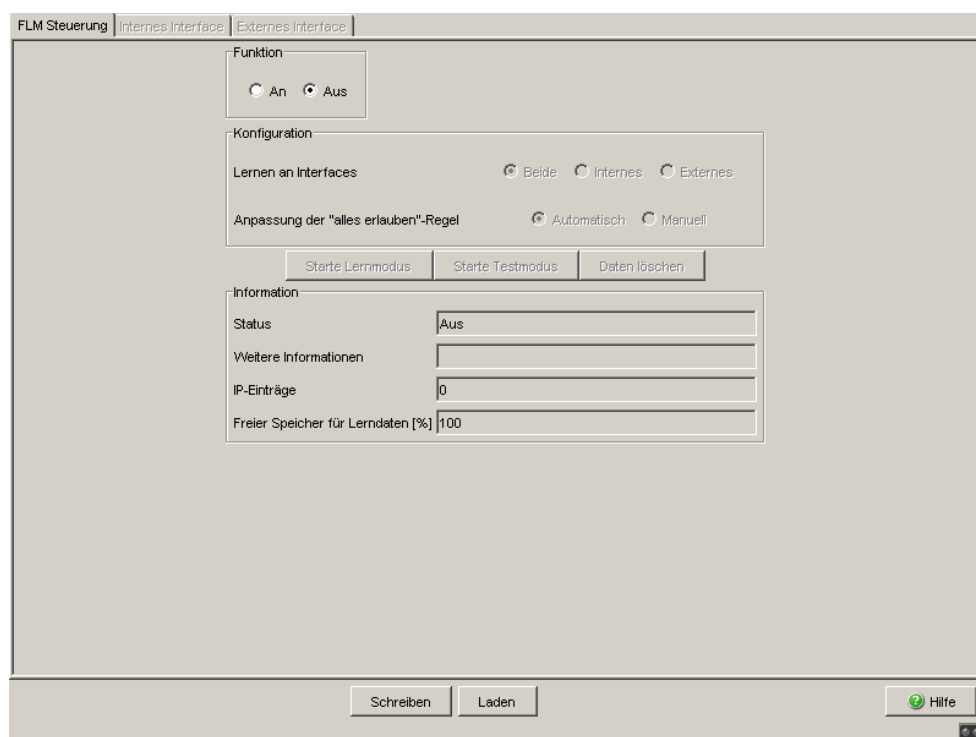 FLM Steuerung Internes Interface Externes Interface
Funktion
An Aus
Konfiguration
Lernen an Interfaces Beide Internes Externes
Anpassung der "alles erlauben"-Regel Automatisch Manuell
Starte Lernmodus Starte Testmodus Daten löschen
Information
Status Aus
Weitere Informationen
IP-Einträge 0
Freier Speicher für Lerndaten [%] 100
Schreiben Laden Hilfe